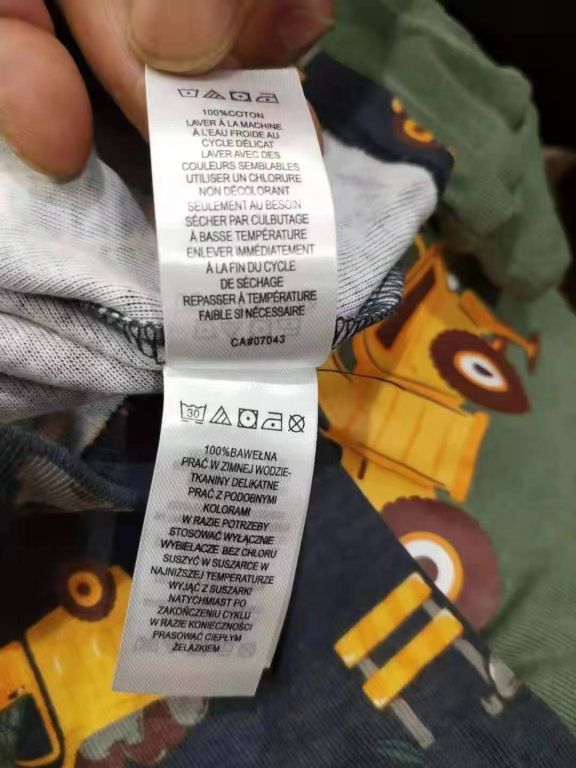 100%COTON
LAVER À LA MACHINE
À L'EAU FROIDE AU
CYCLE DÉLICAT
LAVER AVEC DES
COULEURS SEMBLABLES
UTILISER UN CHLORURE
NON DÉCOLORANT
SEULEMENT AU BESOIN
SÉCHER PAR CULBUTAGE
À BASSE TEMPÉRATURE
ENLEVER IMMÉDIATEMENT
À LA FIN DU CYCLE
DE SÉCHAGE
REPASSER À TEMPÉRATURE
FAIBLE SI NÉCESSAIRE
CA#07043
30
100%BAWEŁNA
PRAĆ W ZIMNEJ WODZIE-
TKANINY DELIKATNE
PRAĆ Z PODOBNYMI
KOLORAMI
W RAZIE POTRZEBY
STOSOWAĆ WYŁĄCZNIE
WYBIELACZE BEZ CHLORU
SUSZYĆ W SUSZARCE W
NAJNIŻSZEJ TEMPERATURZE
WYJĄĆ Z SUSZARKI
NATYCHMIAST PO
ZAKOŃCZENIU CYKLU
W RAZIE KONIECZNOŚCI
PRASOWAĆ CIEPŁYM
ŻELAZKIEM